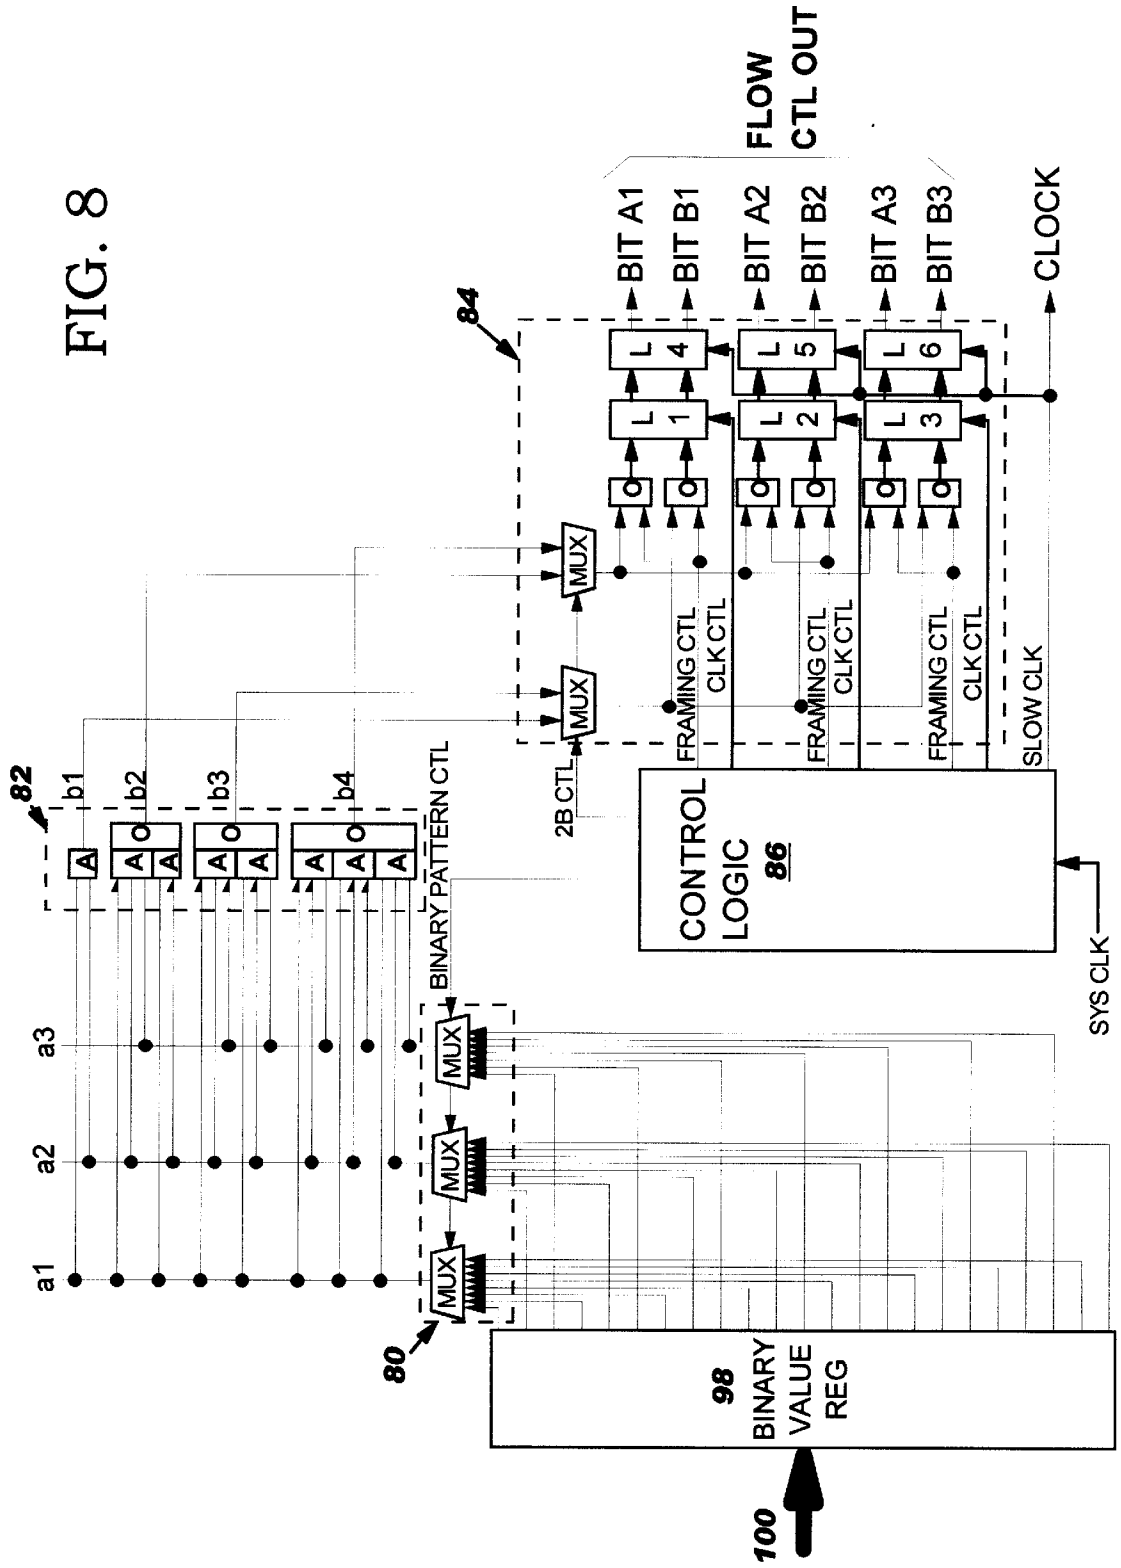 FIG. 8
a1
a2
a3
82
b1
b2
b3
b4
A
A
A
O
A
A
O
A
A
A
O
BINARY PATTERN CTL
80
MUX
MUX
MUX
98
BINARY
VALUE
REG
100
CONTROL
LOGIC
86
SYS CLK
2B CTL
84
MUX
MUX
FRAMING CTL
CLK CTL
FRAMING CTL
CLK CTL
FRAMING CTL
CLK CTL
SLOW CLK
O
O
O
O
O
O
L
1
L
2
L
3
L
4
L
5
L
6
BIT A1
BIT B1
BIT A2
BIT B2
BIT A3
BIT B3
CLOCK
FLOW
CTL OUT